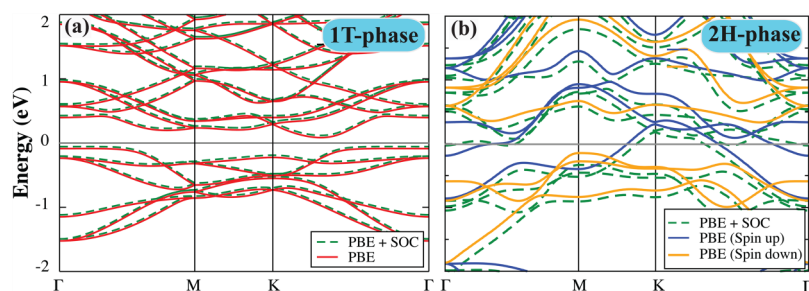 (a)
1T-phase
Energy (eV)
2
1
0
-1
-2
PBE + SOC
PBE
Γ M K Γ
(b)
2H-phase
PBE + SOC
PBE (Spin up)
PBE (Spin down)
Γ M K Γ